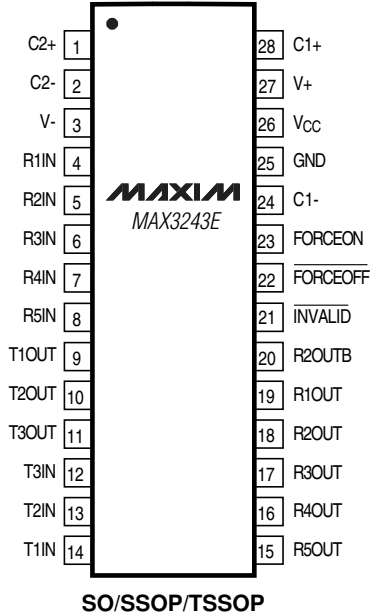 C2+ 1 28 C1+
C2- 2 27 V+
V- 3 26 VCC
R1IN 4 25 GND
R2IN 5 MAXIM 24 C1-
MAX3243E
R3IN 6 23 FORCEON
R4IN 7 22 FORCEOFF
R5IN 8 21 INVALID
T1OUT 9 20 R2OUTB
T2OUT 10 19 R1OUT
T3OUT 11 18 R2OUT
T3IN 12 17 R3OUT
T2IN 13 16 R4OUT
T1IN 14 15 R5OUT
SO/SSOP/TSSOP